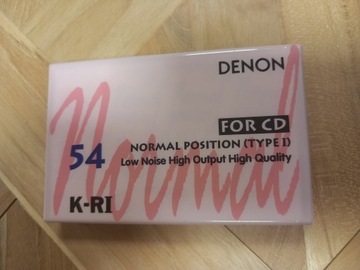 DENON
FOR CD
NORMAL POSITION (TYPE I)
54
Low Noise High Output High Quality
Normal
K-RI